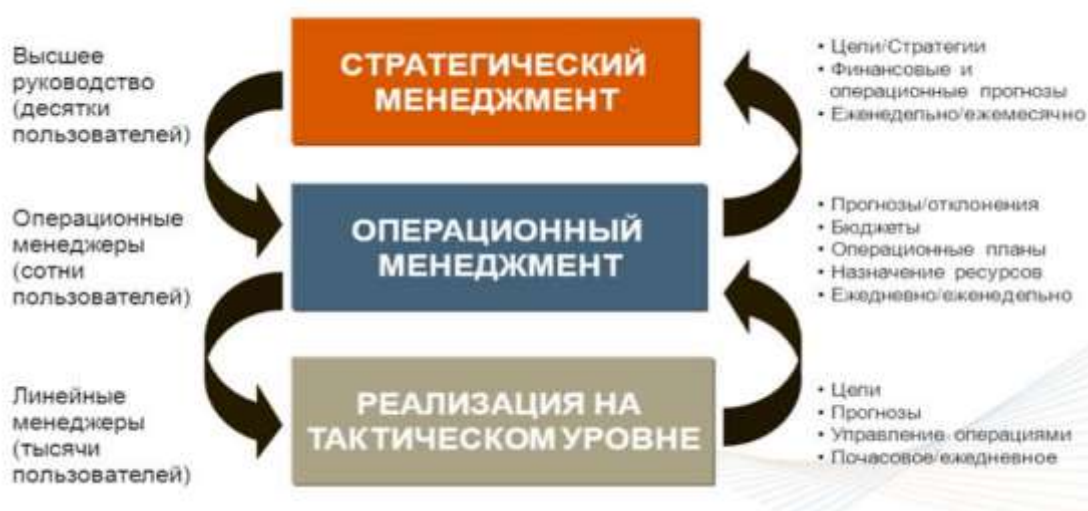 Высшее
руководство
(десятки
пользователей)
СТРАТЕГИЧЕСКИЙ
МЕНЕДЖМЕНТ
• Цели/Стратегии
• Финансовые и
операционные прогнозы
• Еженедельно/ежемесячно
Операционные
менеджеры
(сотни
пользователей)
ОПЕРАЦИОННЫЙ
МЕНЕДЖМЕНТ
• Прогнозы/отклонения
• Бюджеты
• Операционные планы
• Назначение ресурсов
• Ежедневно/еженедельно
Линейные
менеджеры
(тысячи
пользователей)
РЕАЛИЗАЦИЯ НА
ТАКТИЧЕСКОМ УРОВНЕ
• Цели
• Прогнозы
• Управление операциями
• Почасовое/ежедневное